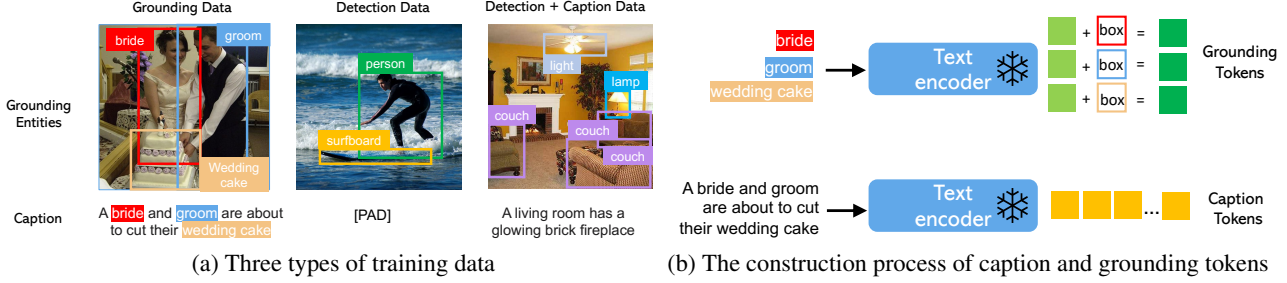 Grounding Data
Detection Data
Detection + Caption Data
Grounding
Entities
bride
groom
Wedding
cake
person
surfboard
light
lamp
couch
couch
couch
Caption
A bride and groom are about
to cut their wedding cake
[PAD]
A living room has a
glowing brick fireplace
(a) Three types of training data
bride
groom
wedding cake
Text
encoder
+ box =
+ box =
+ box =
Grounding
Tokens
A bride and groom
are about to cut
their wedding cake
Text
encoder
...
Caption
Tokens
(b) The construction process of caption and grounding tokens